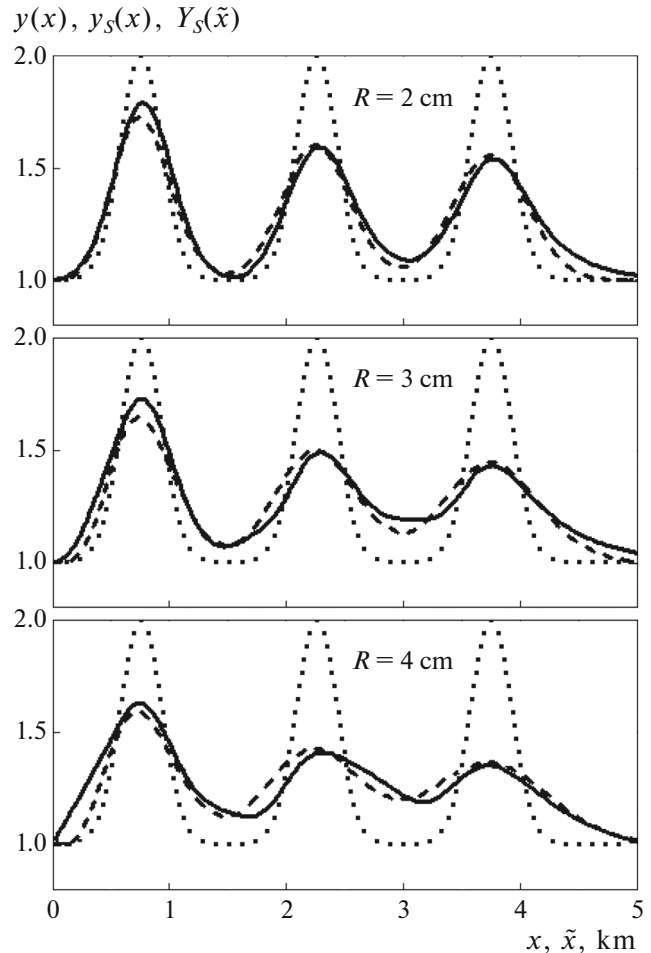 y(x), y_S(x), Y_S(x̃)
2.0
R = 2 cm
1.5
1.0
2.0
R = 3 cm
1.5
1.0
2.0
R = 4 cm
1.5
1.0
0 1 2 3 4 5
x, x̃, km